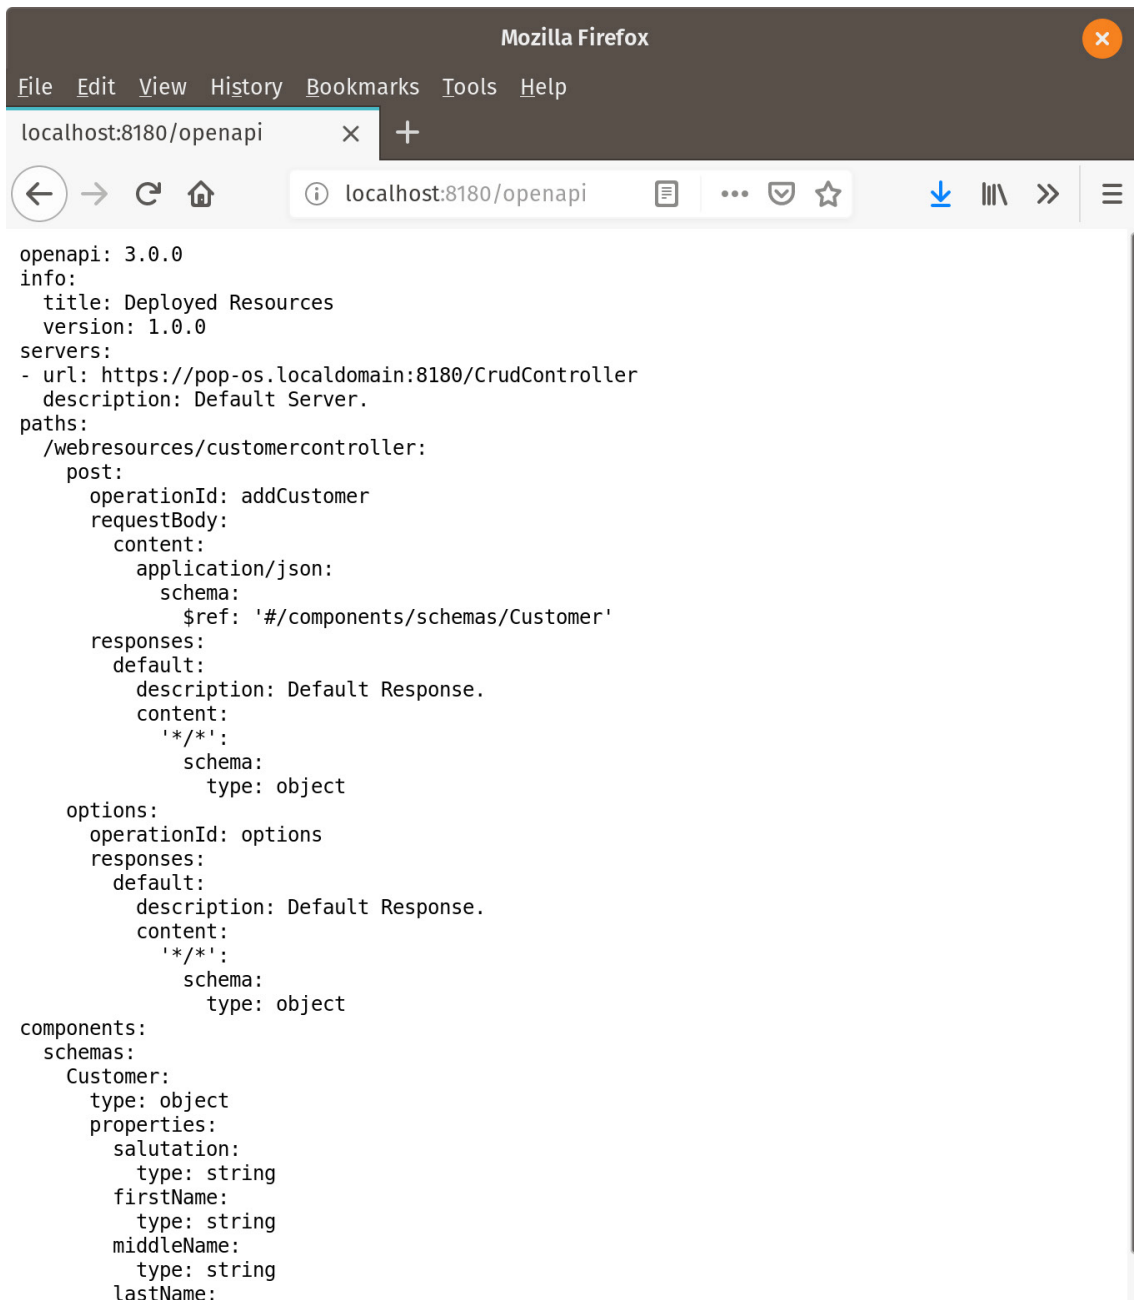 Mozilla Firefox
File Edit View History Bookmarks Tools Help
localhost:8180/openapi
localhost:8180/openapi
openapi: 3.0.0
info:
  title: Deployed Resources
  version: 1.0.0
servers:
- url: https://pop-os.localdomain:8180/CrudController
  description: Default Server.
paths:
  /webresources/customercontroller:
    post:
      operationId: addCustomer
      requestBody:
        content:
          application/json:
            schema:
              $ref: '#/components/schemas/Customer'
      responses:
        default:
          description: Default Response.
          content:
            '*/*':
              schema:
                type: object
    options:
      operationId: options
      responses:
        default:
          description: Default Response.
          content:
            '*/*':
              schema:
                type: object
components:
  schemas:
    Customer:
      type: object
      properties:
        salutation:
          type: string
        firstName:
          type: string
        middleName:
          type: string
        lastName: